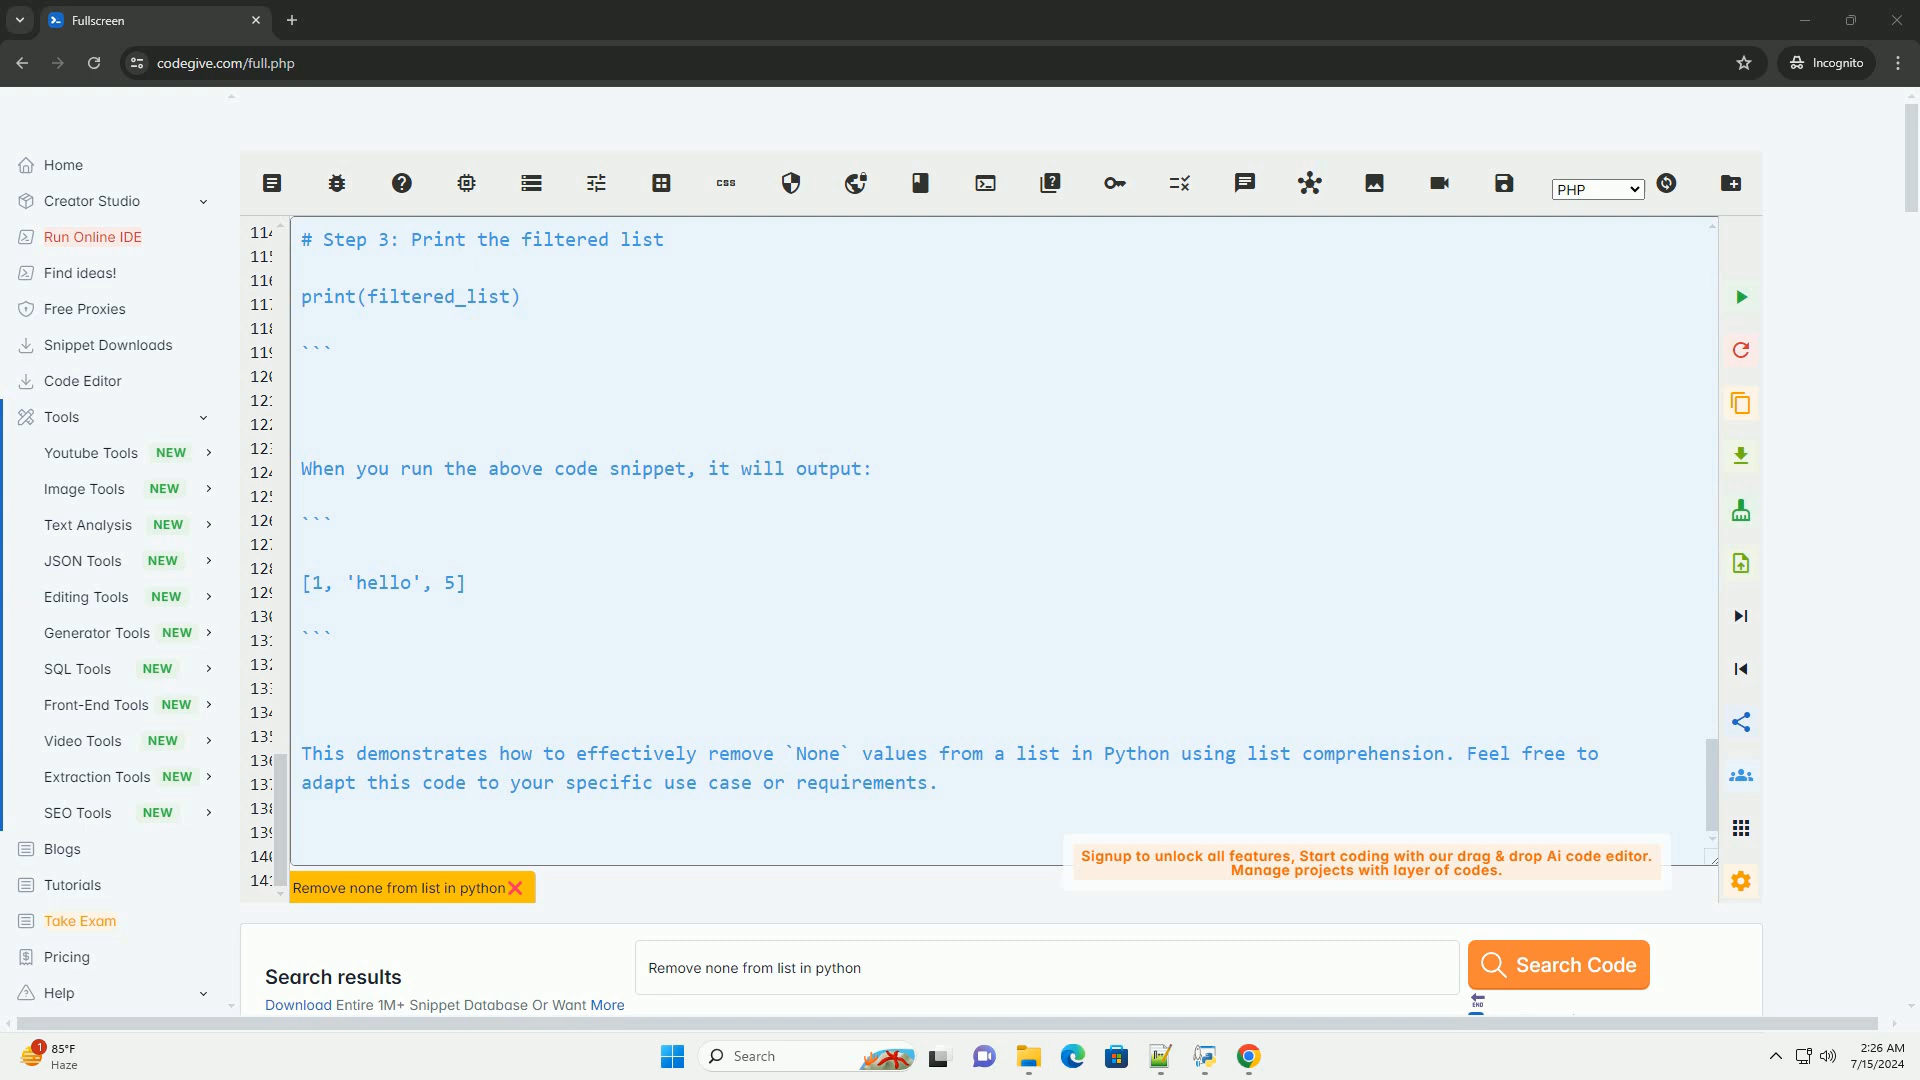 Fullscreen
codegive.com/full.php
Incognito
Home
Creator Studio
Run Online IDE
Find ideas!
Free Proxies
Snippet Downloads
Code Editor
Tools
Youtube Tools NEW
Image Tools NEW
Text Analysis NEW
JSON Tools NEW
Editing Tools NEW
Generator Tools NEW
SQL Tools NEW
Front-End Tools NEW
Video Tools NEW
Extraction Tools NEW
SEO Tools NEW
Blogs
Tutorials
Take Exam
Pricing
Help
css
PHP
# Step 3: Print the filtered list
print(filtered_list)
```
When you run the above code snippet, it will output:
```
[1, 'hello', 5]
```
This demonstrates how to effectively remove `None` values from a list in Python using list comprehension. Feel free to
adapt this code to your specific use case or requirements.
Signup to unlock all features, Start coding with our drag & drop Ai code editor.
Manage projects with layer of codes.
Remove none from list in python
Search results
Download Entire 1M+ Snippet Database Or Want More
Remove none from list in python
Search Code
END
1
85°F
Haze
Search
2:26 AM
7/15/2024